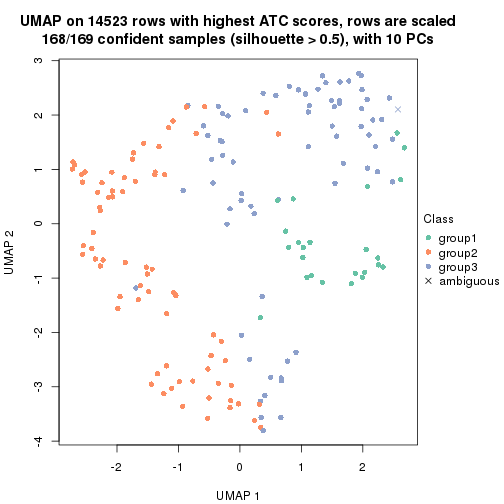 UMAP on 14523 rows with highest ATC scores, rows are scaled
168/169 confident samples (silhouette > 0.5), with 10 PCs
3
2
1
0
-1
-2
-3
-4
UMAP 2
-2
-1
0
1
2
UMAP 1
Class
group1
group2
group3
ambiguous